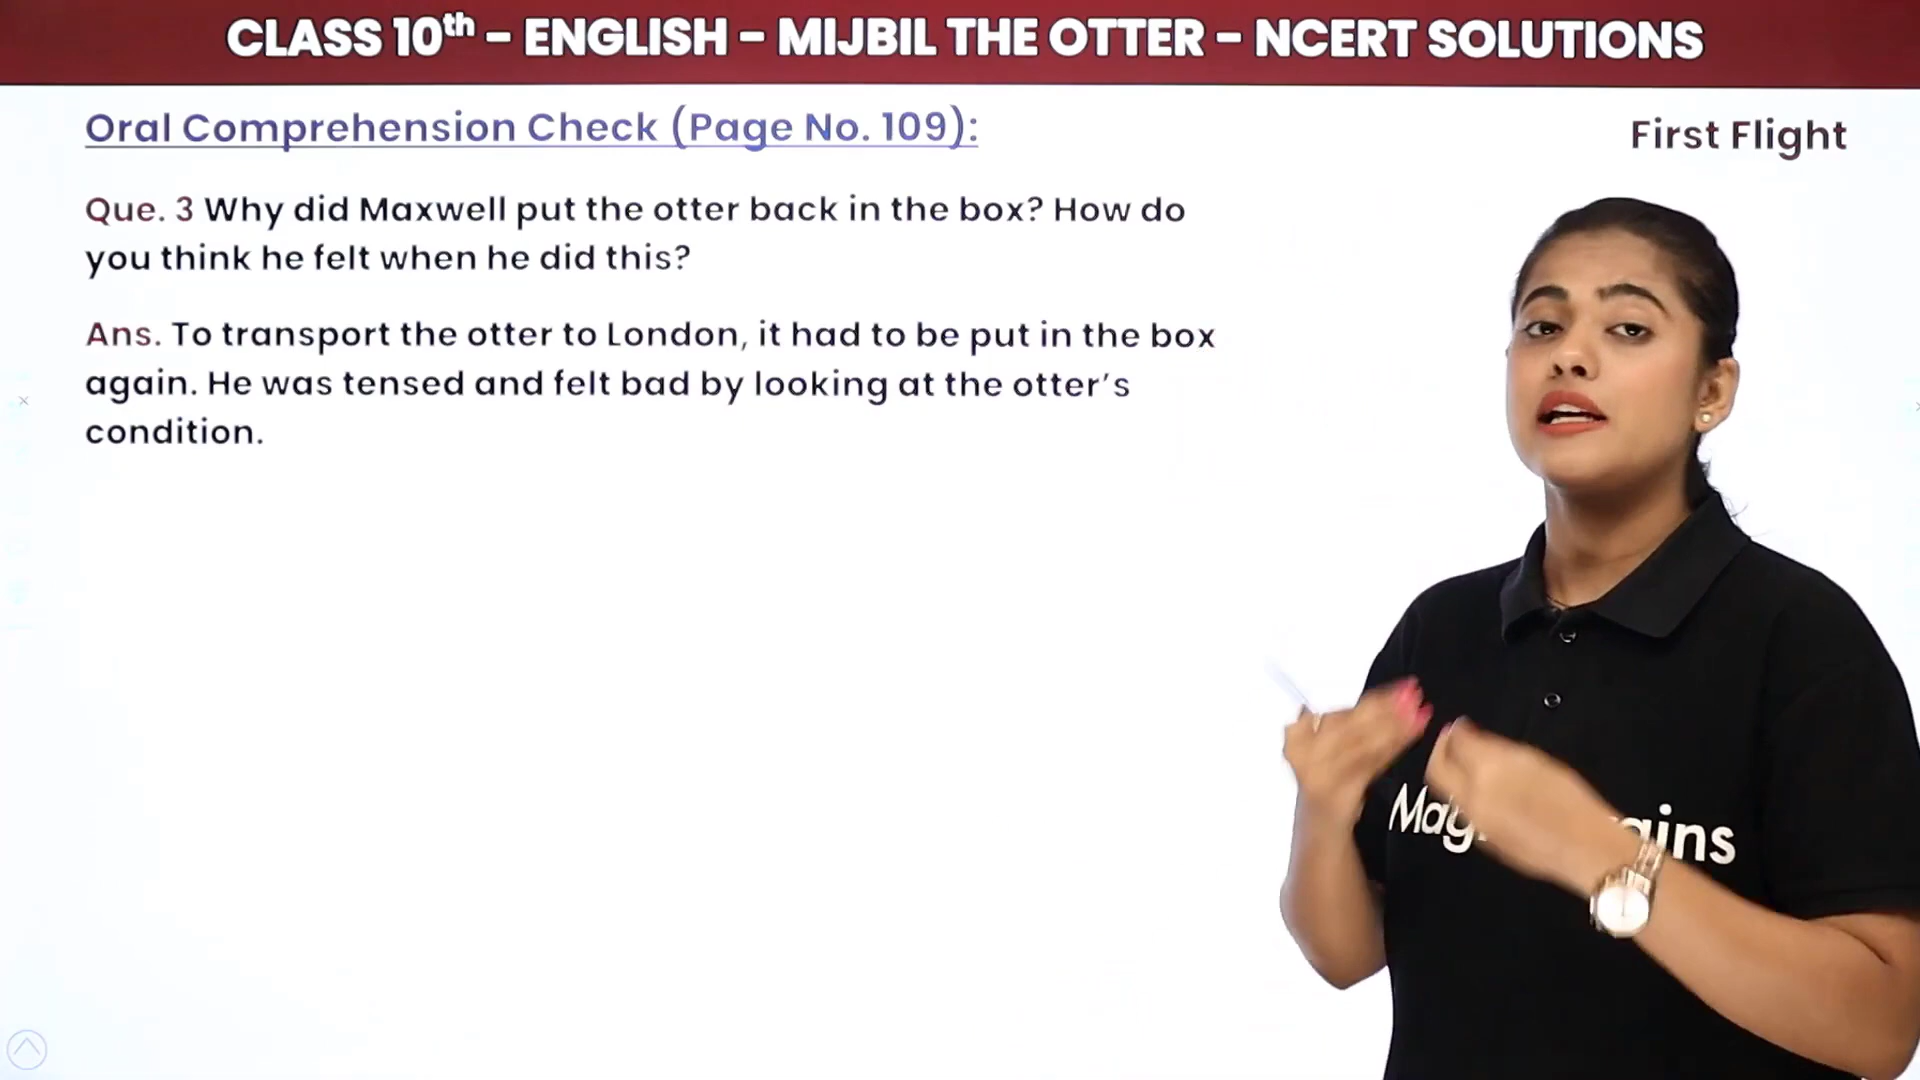 CLASS 10th - ENGLISH - MIJBIL THE OTTER - NCERT SOLUTIONS
Oral Comprehension Check (Page No. 109):
First Flight
Que. 3 Why did Maxwell put the otter back in the box? How do
you think he felt when he did this?
Ans. To transport the otter to London, it had to be put in the box
again. He was tensed and felt bad by looking at the otter's
condition.